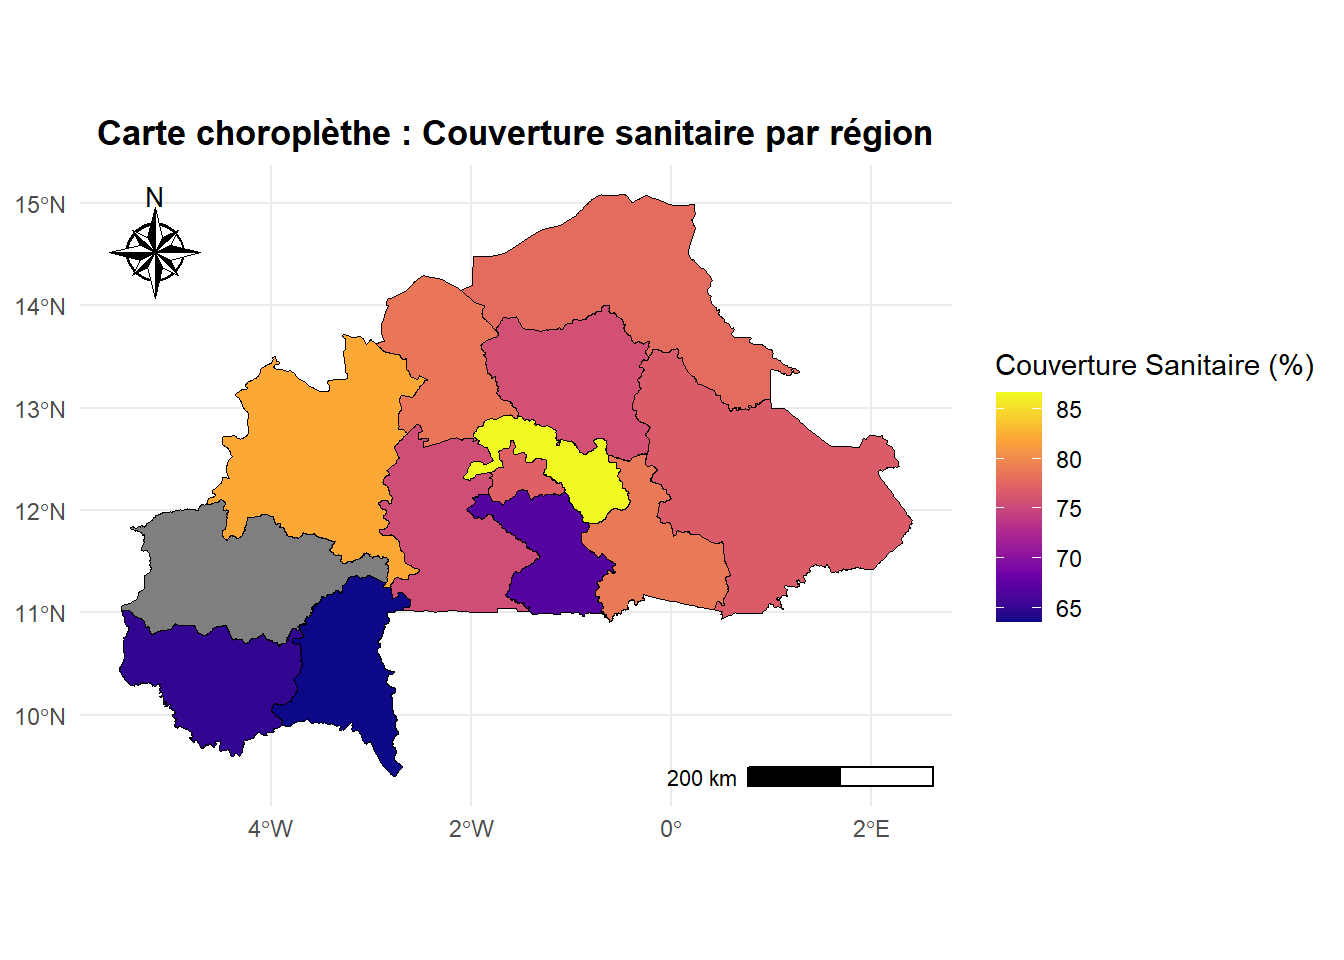 Carte choroplèthe : Couverture sanitaire par région
N
15°N
14°N
13°N
12°N
11°N
10°N
4°W
2°W
0°
2°E
200 km
Couverture Sanitaire (%)
85
80
75
70
65